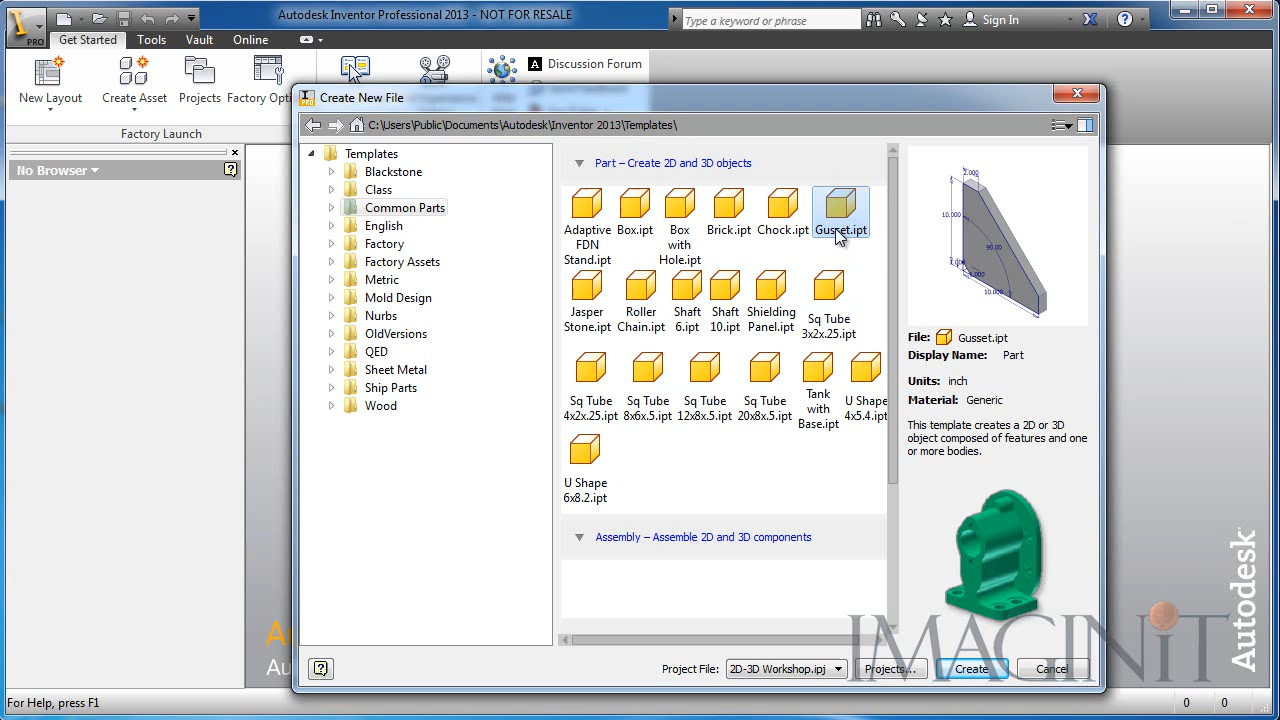 Autodesk Inventor Professional 2013 - NOT FOR RESALE
Type a keyword or phrase
Sign In
PRO
Get Started
Tools
Vault
Online
New Layout
Create Asset
Projects
Factory Opti
Discussion Forum
Factory Launch
No Browser
Create New File
C:\Users\Public\Documents\Autodesk\Inventor 2013\Templates\
Templates
Blackstone
Class
Common Parts
English
Factory
Factory Assets
Metric
Mold Design
Nurbs
OldVersions
QED
Sheet Metal
Ship Parts
Wood
Part – Create 2D and 3D objects
Adaptive FDN Stand.ipt
Box.ipt
Box with Hole.ipt
Brick.ipt
Chock.ipt
Gusset.ipt
Jasper Stone.ipt
Roller Chain.ipt
Shaft 6.ipt
Shaft 10.ipt
Shielding Panel.ipt
Sq Tube 3x2x.25.ipt
Sq Tube 4x2x.25.ipt
Sq Tube 8x6x.5.ipt
Sq Tube 12x8x.5.ipt
Sq Tube 20x8x.5.ipt
Tank with Base.ipt
U Shape 4x5.4.ipt
U Shape 6x8.2.ipt
Assembly – Assemble 2D and 3D components
2.000
10.000
90.00
10.000
File: Gusset.ipt
Display Name: Part
Units: inch
Material: Generic
This template creates a 2D or 3D
object composed of features and one
or more bodies.
Project File: 2D-3D Workshop.ipj
Projects...
Create
Cancel
IMAGINiT
Autodesk
For Help, press F1
0 0